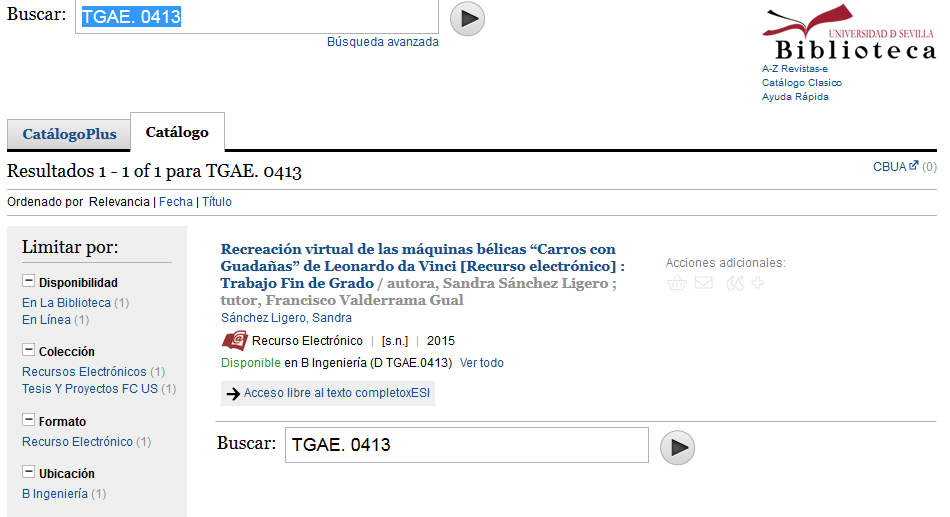 Buscar: TGAE. 0413
Búsqueda avanzada
UNIVERSIDAD D SEVILLA
Biblioteca
A-Z Revistas-e
Catálogo Clasico
Ayuda Rápida
CatálogoPlus Catálogo
Resultados 1 - 1 of 1 para TGAE. 0413
CBUA (0)
Ordenado por Relevancia | Fecha | Título
Limitar por:
Disponibilidad
En La Biblioteca (1)
En Línea (1)
Colección
Recursos Electrónicos (1)
Tesis Y Proyectos FC US (1)
Formato
Recurso Electrónico (1)
Ubicación
B Ingeniería (1)
Recreación virtual de las máquinas bélicas “Carros con
Guadañas” de Leonardo da Vinci [Recurso electrónico] :
Trabajo Fin de Grado / autora, Sandra Sánchez Ligero ;
tutor, Francisco Valderrama Gual
Sánchez Ligero, Sandra
Recurso Electrónico | [s.n.] | 2015
Disponible en B Ingeniería (D TGAE.0413) Ver todo
Acceso libre al texto completoxESI
Acciones adicionales:
Buscar: TGAE. 0413